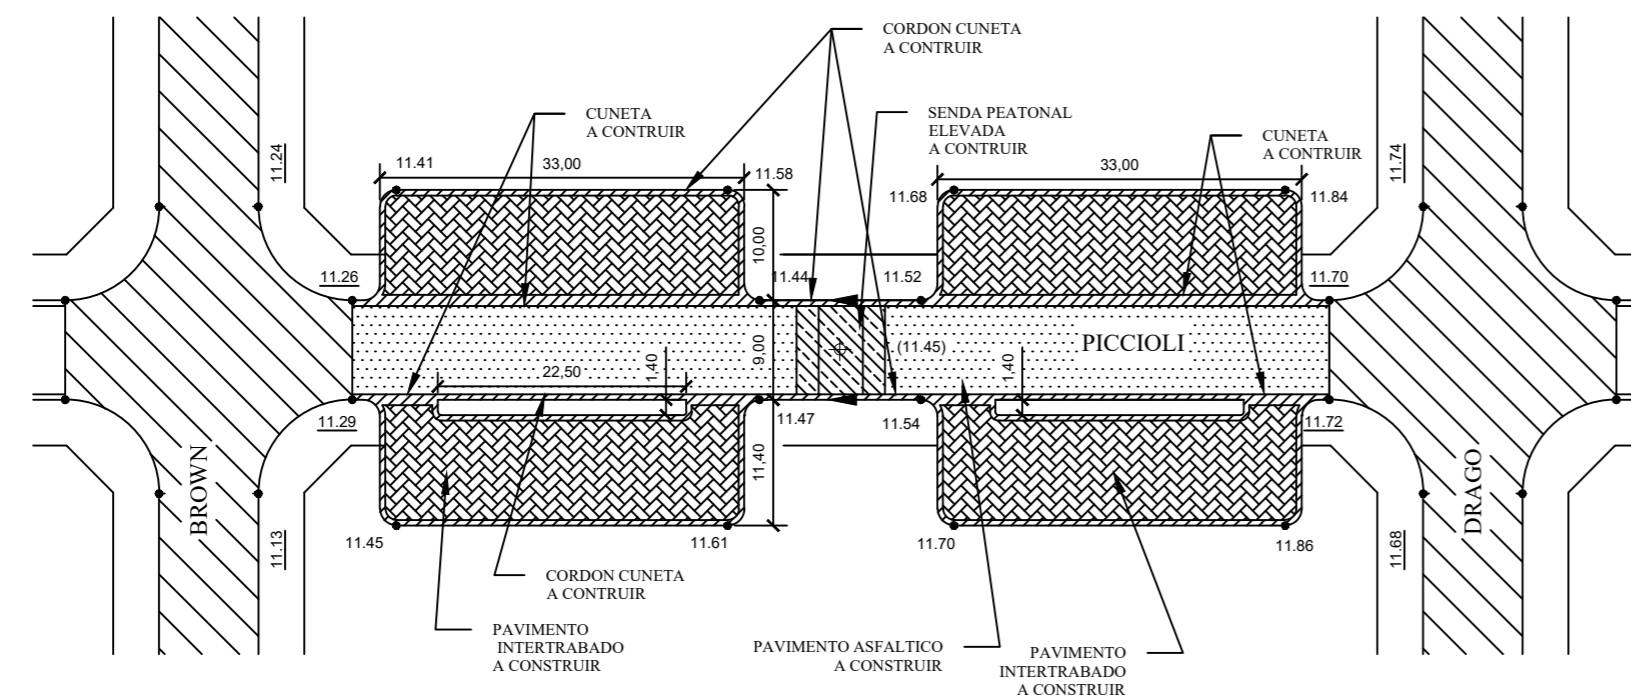 CORDON CUNETA
A CONTRUIR
CUNETA
A CONTRUIR
SENDA PEATONAL
ELEVADA
A CONTRUIR
CUNETA
A CONTRUIR
11.24
11.41
33,00
11.58
11.68
33,00
11.84
11.74
10,00
11.26
11.44
11.52
11.70
9,00
(11.45)
PICCIOLI
22,50
1,40
1,40
11.29
11.47
11.54
11.72
11,40
BROWN
DRAGO
11.13
11.45
11.61
11.70
11.86
11.68
CORDON CUNETA
A CONTRUIR
PAVIMENTO
INTERTRABADO
A CONSTRUIR
PAVIMENTO ASFALTICO
A CONSTRUIR
PAVIMENTO
INTERTRABADO
A CONSTRUIR